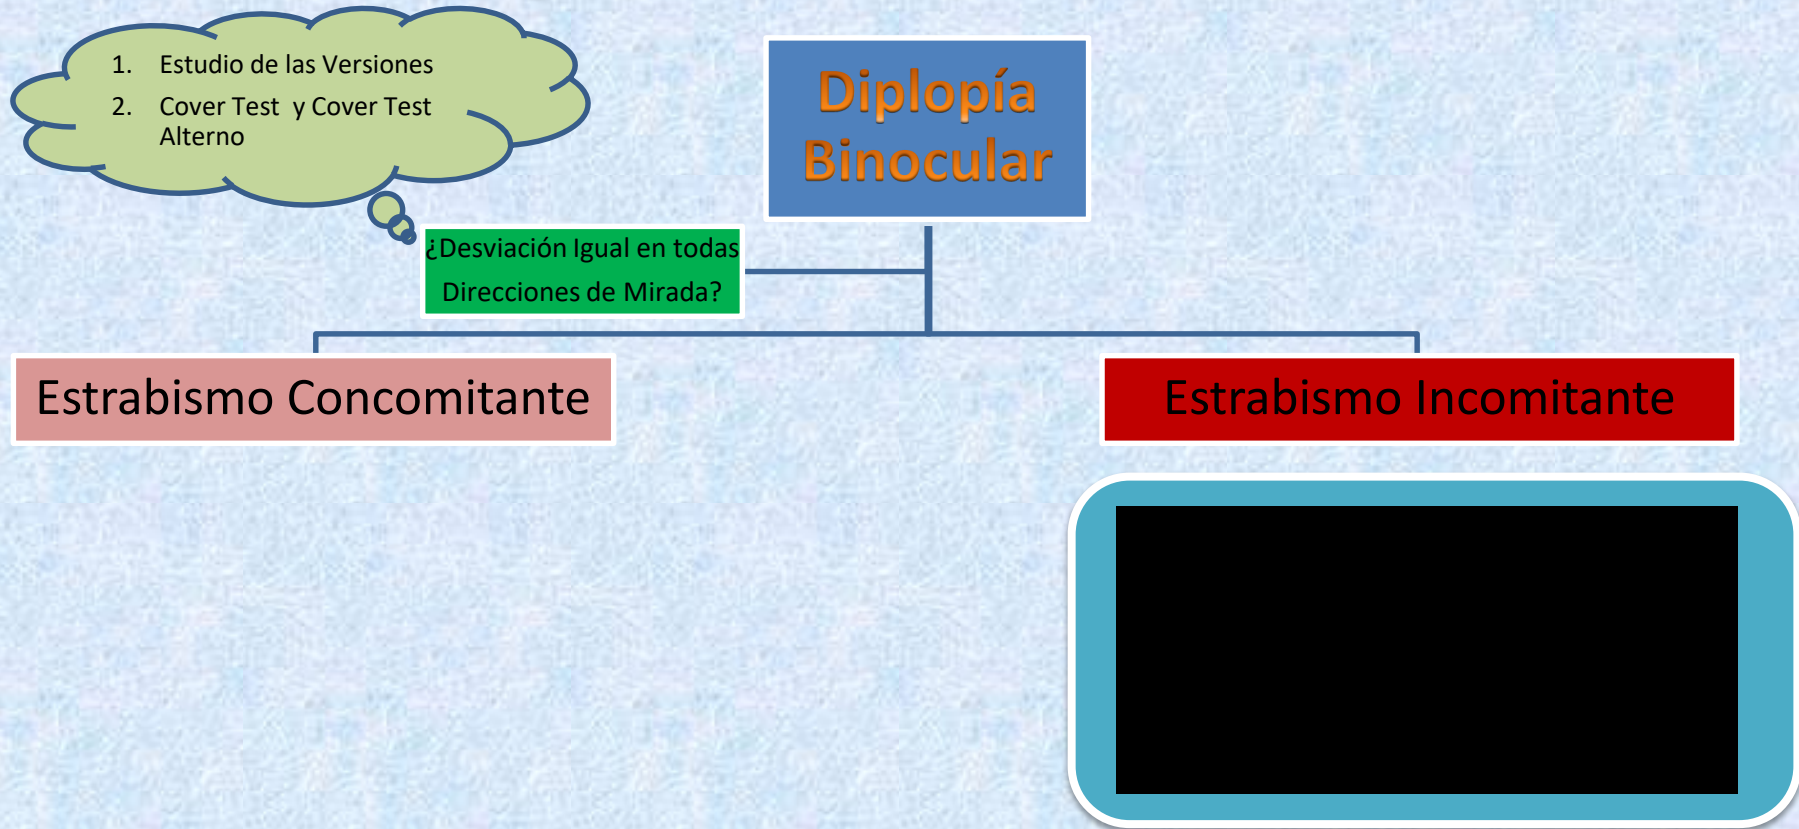 1. Estudio de las Versiones
2. Cover Test y Cover Test
Alterno
Diplopía
Binocular
¿Desviación Igual en todas
Direcciones de Mirada?
Estrabismo Concomitante
Estrabismo Incomitante